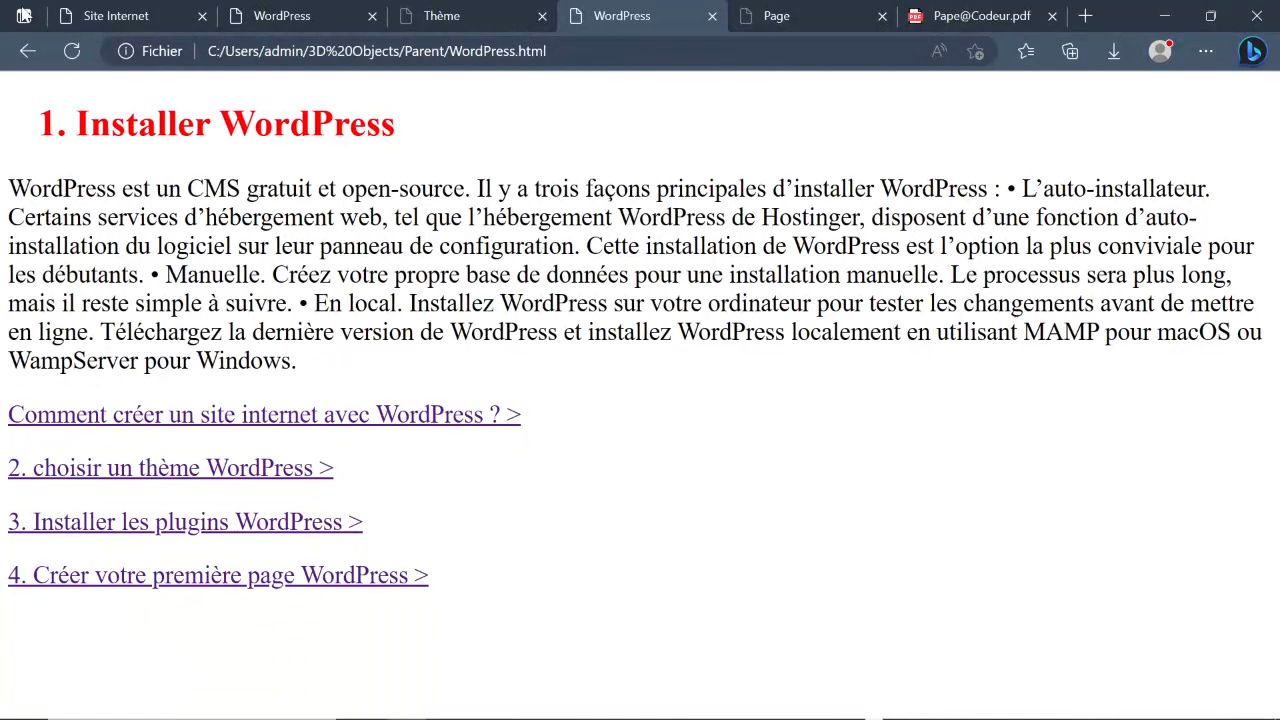 Site Internet
WordPress
Thème
WordPress
Page
PDF
Pape@Codeur.pdf
Fichier
C:/Users/admin/3D%20Objects/Parent/WordPress.html
1. Installer WordPress
WordPress est un CMS gratuit et open-source. Il y a trois façons principales d’installer WordPress : • L’auto-installateur.
Certains services d’hébergement web, tel que l’hébergement WordPress de Hostinger, disposent d’une fonction d’auto-
installation du logiciel sur leur panneau de configuration. Cette installation de WordPress est l’option la plus conviviale pour
les débutants. • Manuelle. Créez votre propre base de données pour une installation manuelle. Le processus sera plus long,
mais il reste simple à suivre. • En local. Installez WordPress sur votre ordinateur pour tester les changements avant de mettre
en ligne. Téléchargez la dernière version de WordPress et installez WordPress localement en utilisant MAMP pour macOS ou
WampServer pour Windows.
Comment créer un site internet avec WordPress ? >
2. choisir un thème WordPress >
3. Installer les plugins WordPress >
4. Créer votre première page WordPress >